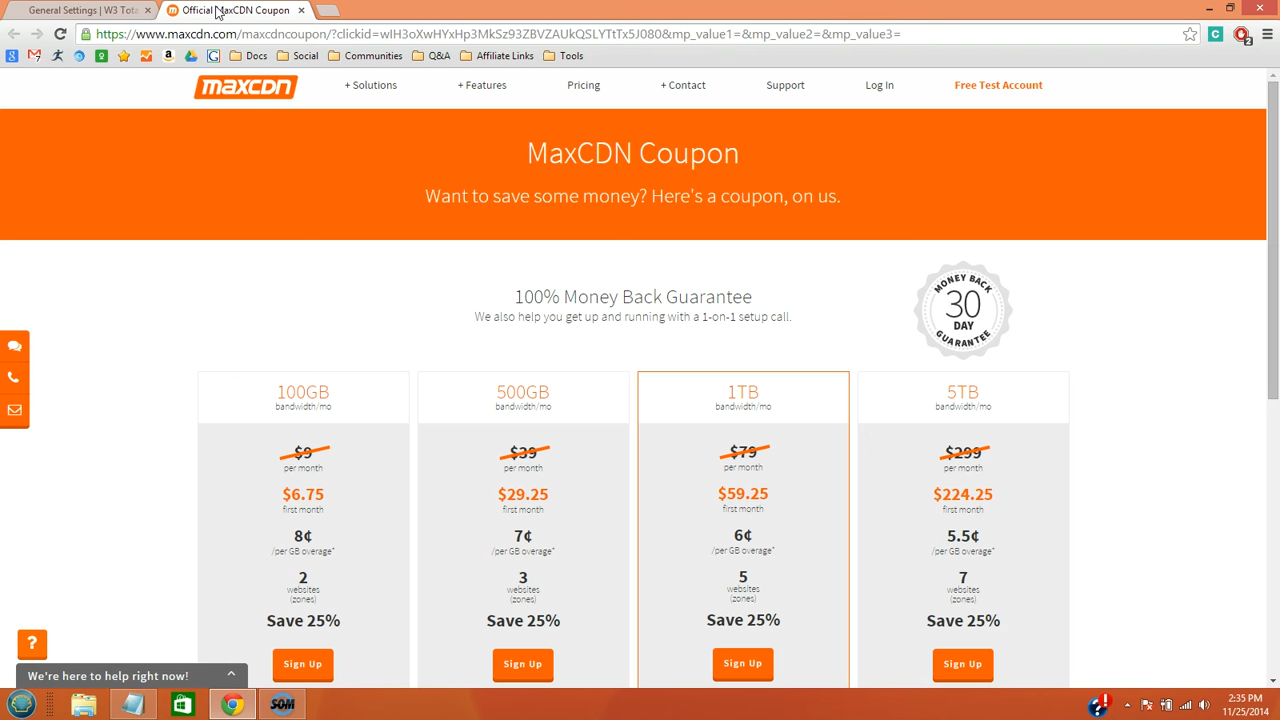 General Settings | W3 Tota
Official MaxCDN Coupon
https://www.maxcdn.com/maxcdncoupon/?clickid=wIH3oXwHYxHp3MkSz93ZBVZAUkQSLYTtTx5J080&mp_value1=&mp_value2=&mp_value3=
Docs Social Communities Q&A Affiliate Links Tools
maxcdn
+ Solutions + Features Pricing + Contact Support Log In Free Test Account
MaxCDN Coupon
Want to save some money? Here's a coupon, on us.
100% Money Back Guarantee
We also help you get up and running with a 1-on-1 setup call.
MONEY BACK
30
DAY
GUARANTEE
100GB 500GB 1TB 5TB
bandwidth/mo bandwidth/mo bandwidth/mo bandwidth/mo
$9 $39 $79 $299
per month per month per month per month
$6.75 $29.25 $59.25 $224.25
first month first month first month first month
8¢ 7¢ 6¢ 5.5¢
/per GB overage* /per GB overage* /per GB overage* /per GB overage*
2 3 5 7
websites websites websites websites
(zones) (zones) (zones) (zones)
Save 25% Save 25% Save 25% Save 25%
Sign Up Sign Up Sign Up Sign Up
?
We're here to help right now!
SOM
2:35 PM
11/25/2014